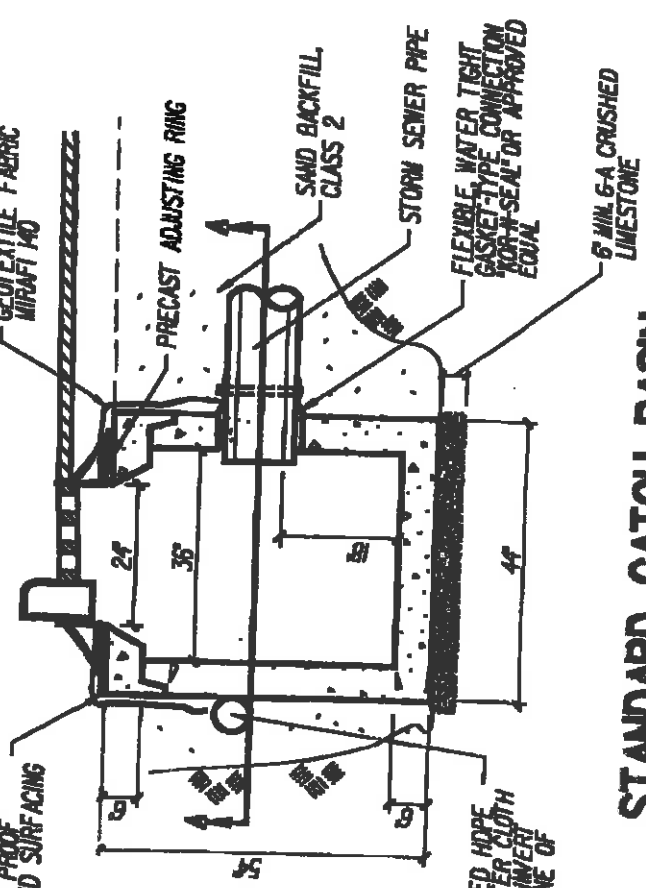 GEOTEXTILE FABRIC
MIRAFI 140
PRECAST ADJUSTING RING
SAND BACKFILL,
CLASS 2
STORM SEWER PIPE
FLEXIBLE WATER TIGHT
GASKET-TYPE CONNECTION
"KOR-N-SEAL" OR APPROVED
EQUAL
6" MIN. 6-A CRUSHED
LIMESTONE
PROOF
SURFACING
24"
36"
18"
44"
6"
6"
54"
CLOTH
INVERT
OF
STANDARD CATCH BASIN